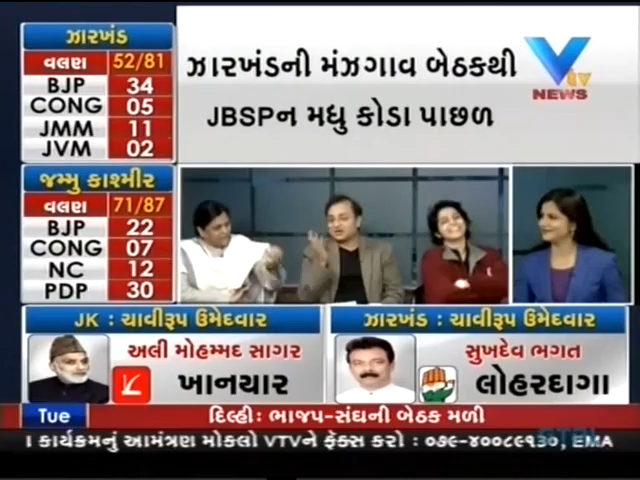 ઝારખંડ
વલણ 52/81
BJP 34
CONG 05
JMM 11
JVM 02
ઝારખંડની મંઝગાવ બેઠકથી
JBSPન મધુ કોડા પાછળ
V tv
NEWS
જમ્મુ કાશ્મીર
વલણ 71/87
BJP 22
CONG 07
NC 12
PDP 30
JK : ચાવીરૂપ ઉમેદવાર
અલી મોહમ્મદ સાગર
ખાનયાર
ઝારખંડ : ચાવીરૂપ ઉમેદવાર
સુખદેવ ભગત
લોહરદાગા
Tue દિલ્હીઃ ભાજપ-સંઘની બેઠક મળી
કાર્યક્રમનું આમંત્રણ મોકલો VTVને ફૅક્સ કરો : ૦૭૯-૪૦૦૮૯૧૩૦, EMA